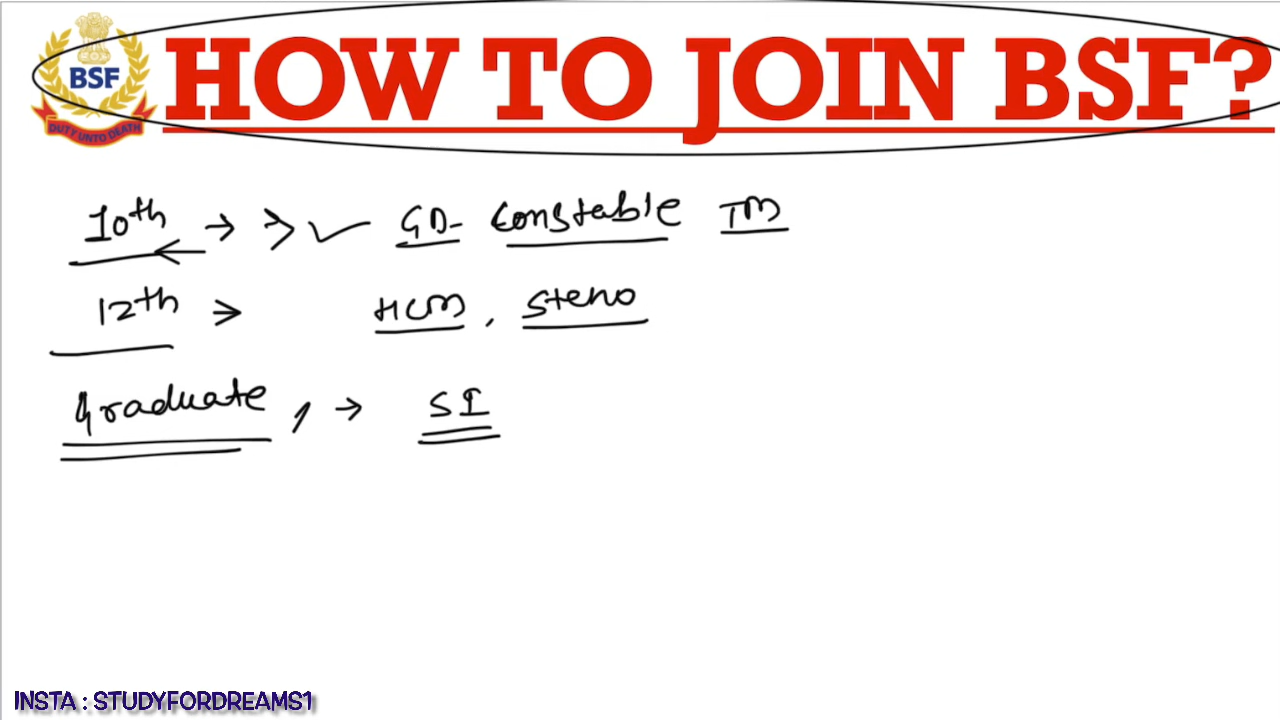 BSF
DUTY UNTO DEATH
HOW TO JOIN BSF?
10th → > ✓ GD- Constable TM
12th → HCM, Steno
Graduate, → SI
INSTA : STUDYFORDREAMS1